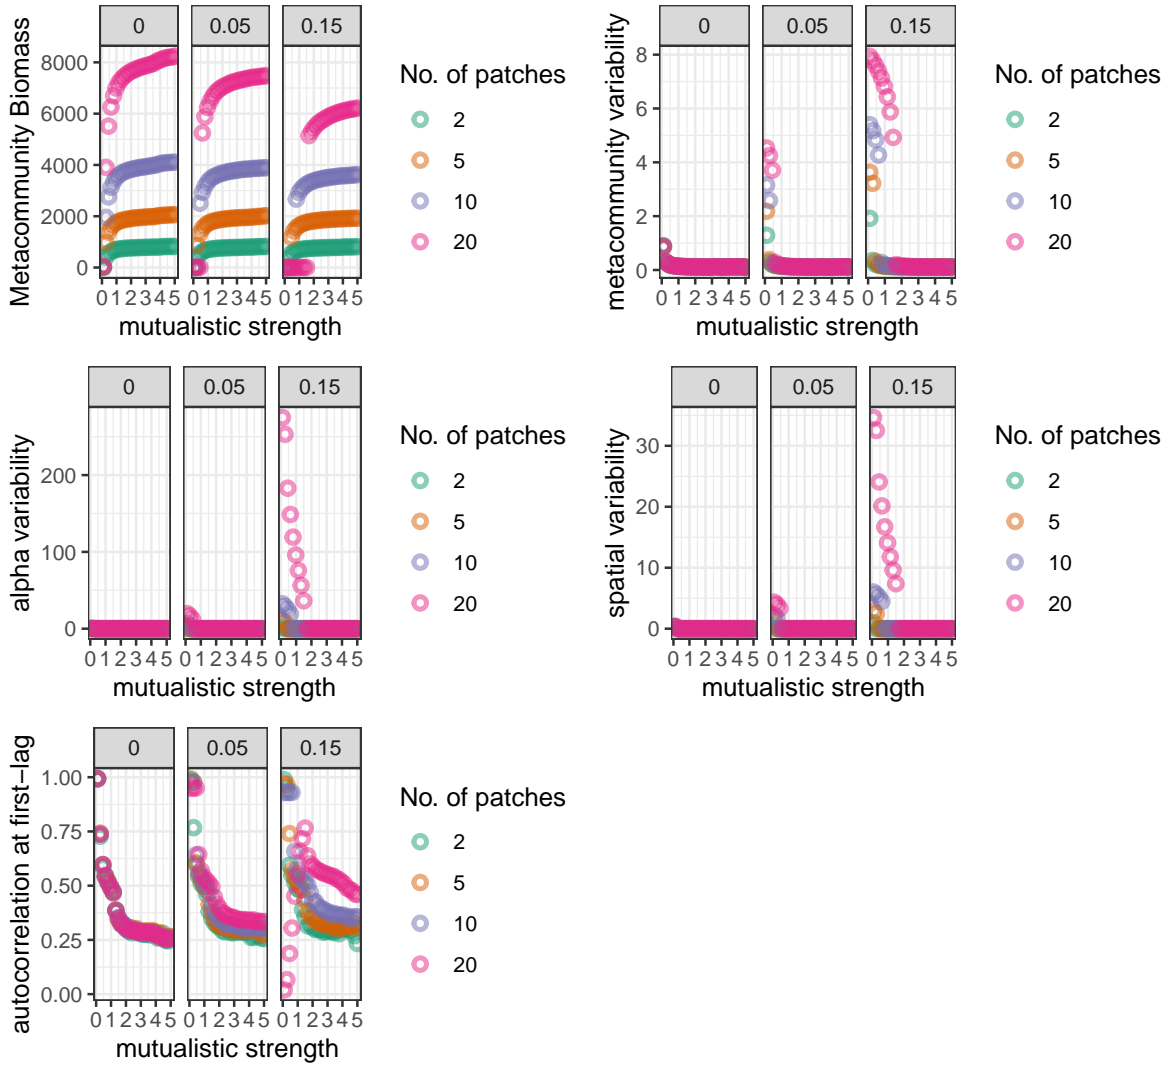 Metacommunity Biomass
0 0.05 0.15
8000
6000
4000
2000
0
0 1 2 3 4 5 0 1 2 3 4 5 0 1 2 3 4 5
mutualistic strength
No. of patches
2
5
10
20
metacommunity variability
0 0.05 0.15
8
6
4
2
0
0 1 2 3 4 5 0 1 2 3 4 5 0 1 2 3 4 5
mutualistic strength
No. of patches
2
5
10
20
alpha variability
0 0.05 0.15
200
100
0
0 1 2 3 4 5 0 1 2 3 4 5 0 1 2 3 4 5
mutualistic strength
No. of patches
2
5
10
20
spatial variability
0 0.05 0.15
30
20
10
0
0 1 2 3 4 5 0 1 2 3 4 5 0 1 2 3 4 5
mutualistic strength
No. of patches
2
5
10
20
autocorrelation at first−lag
0 0.05 0.15
1.00
0.75
0.50
0.25
0.00
0 1 2 3 4 5 0 1 2 3 4 5 0 1 2 3 4 5
mutualistic strength
No. of patches
2
5
10
20